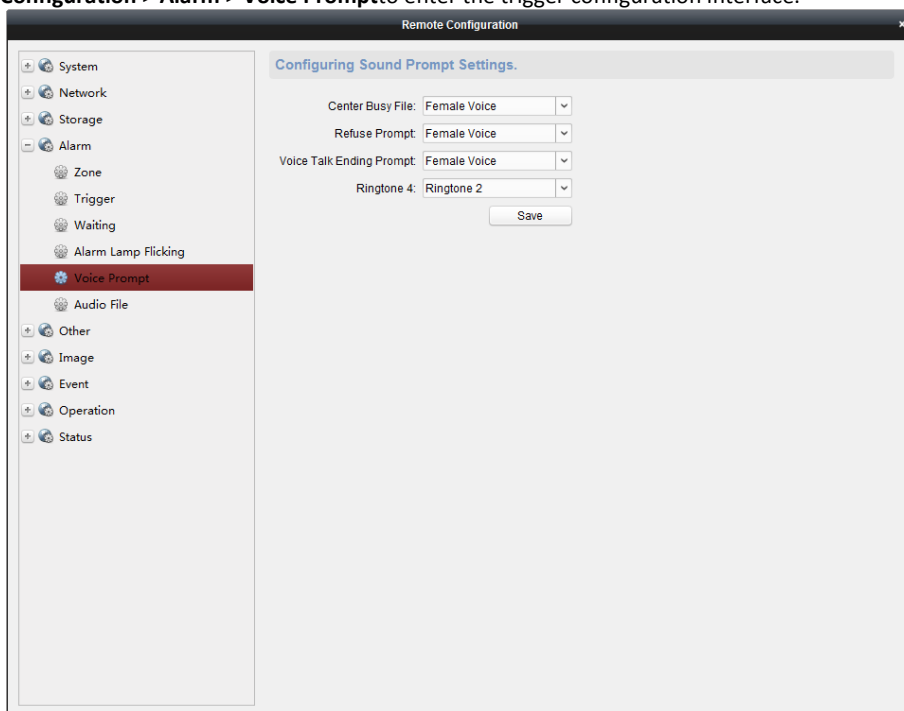 Configuration > Alarm > Voice Promptto enter the trigger configuration interface.
Remote Configuration
System
Network
Storage
Alarm
Zone
Trigger
Waiting
Alarm Lamp Flicking
Voice Prompt
Audio File
Other
Image
Event
Operation
Status
Configuring Sound Prompt Settings.
Center Busy File: Female Voice
Refuse Prompt: Female Voice
Voice Talk Ending Prompt: Female Voice
Ringtone 4: Ringtone 2
Save